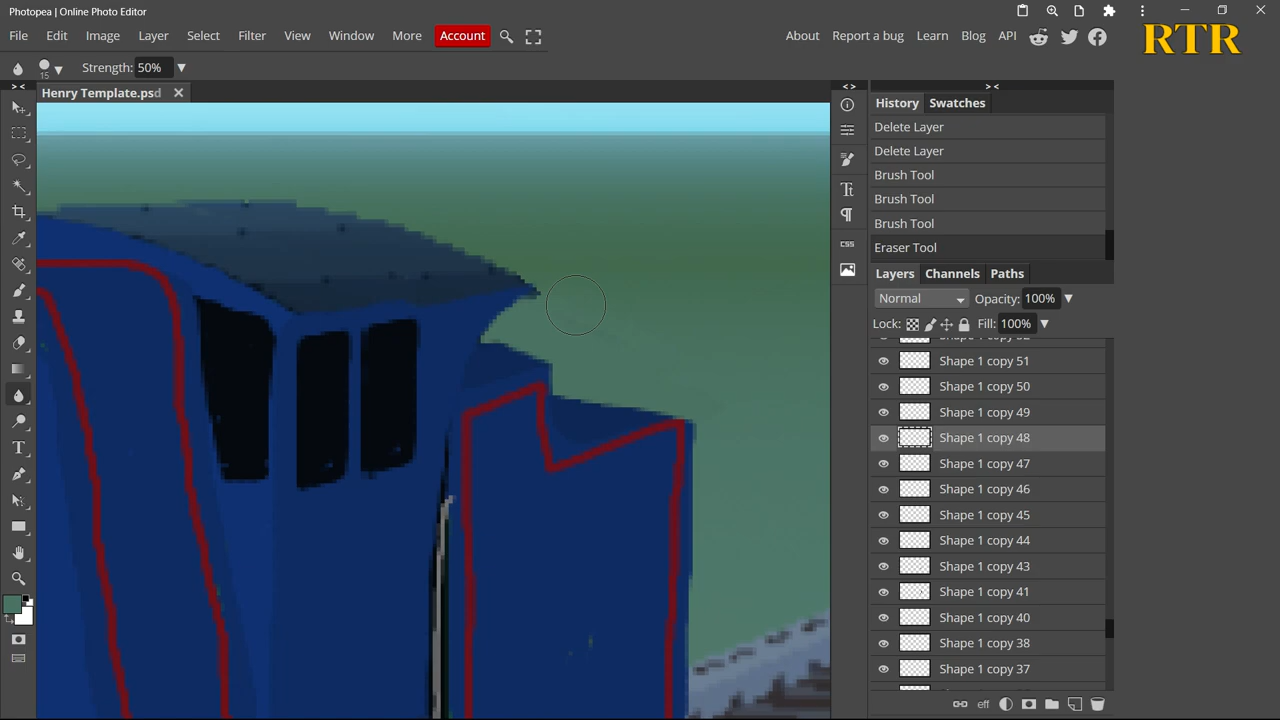 Photopea | Online Photo Editor
File Edit Image Layer Select Filter View Window More Account
About Report a bug Learn Blog API
RTR
15
Strength: 50%
Henry Template.psd
> <
< >
> <
History Swatches
Delete Layer
Delete Layer
Brush Tool
Brush Tool
Brush Tool
Eraser Tool
Layers Channels Paths
Normal Opacity: 100%
Lock: Fill: 100%
Shape 1 copy 51
Shape 1 copy 50
Shape 1 copy 49
Shape 1 copy 48
Shape 1 copy 47
Shape 1 copy 46
Shape 1 copy 45
Shape 1 copy 44
Shape 1 copy 43
Shape 1 copy 41
Shape 1 copy 40
Shape 1 copy 38
Shape 1 copy 37
CSS
eff